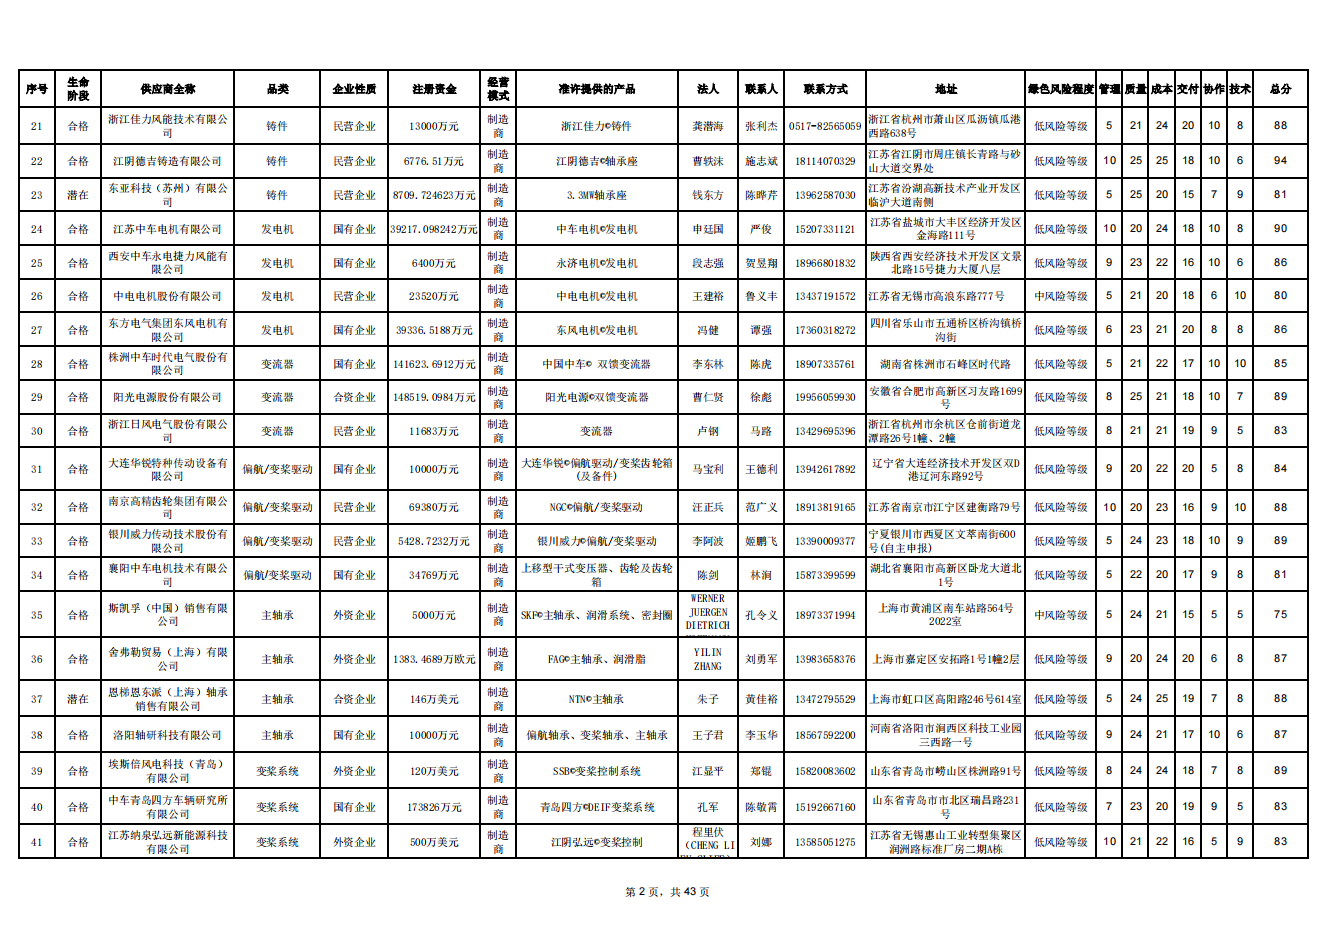 序号 生命阶段 供应商全称 品类 企业性质 注册资金 经营模式 准许提供的产品 法人 联系人 联系方式 地址 绿色风险程度 管理 质量 成本 交付 协作 技术 总分
21 合格 浙江佳力风能技术有限公司 铸件 民营企业 13000万元 制造商 浙江佳力©铸件 龚潜海 张利杰 0517-82565059 浙江省杭州市萧山区瓜沥镇瓜港西路638号 低风险等级 5 21 24 20 10 8 88
22 合格 江阴德吉铸造有限公司 铸件 民营企业 6776.51万元 制造商 江阴德吉©轴承座 曹轶沫 施志斌 18114070329 江苏省江阴市周庄镇长青路与砂山大道交界处 低风险等级 10 25 25 18 10 6 94
23 潜在 东亚科技（苏州）有限公司 铸件 民营企业 8709.724623万元 制造商 3.3MW轴承座 钱东方 陈晔芹 13962587030 江苏省汾湖高新技术产业开发区临沪大道南侧 低风险等级 5 25 20 15 7 9 81
24 合格 江苏中车电机有限公司 发电机 国有企业 39217.098242万元 制造商 中车电机©发电机 申廷国 严俊 15207331121 江苏省盐城市大丰区经济开发区金海路111号 低风险等级 10 20 24 18 10 8 90
25 合格 西安中车永电捷力风能有限公司 发电机 国有企业 6400万元 制造商 永济电机©发电机 段志强 贺昱翔 18966801832 陕西省西安经济技术开发区文景北路15号捷力大厦八层 低风险等级 9 23 22 16 10 6 86
26 合格 中电电机股份有限公司 发电机 民营企业 23520万元 制造商 中电电机©发电机 王建裕 鲁义丰 13437191572 江苏省无锡市高浪东路777号 中风险等级 5 21 20 18 6 10 80
27 合格 东方电气集团东风电机有限公司 发电机 国有企业 39336.5188万元 制造商 东风电机©发电机 冯健 谭强 17360318272 四川省乐山市五通桥区桥沟镇桥沟街 低风险等级 6 23 21 20 8 8 86
28 合格 株洲中车时代电气股份有限公司 变流器 国有企业 141623.6912万元 制造商 中国中车© 双馈变流器 李东林 陈虎 18907335761 湖南省株洲市石峰区时代路 低风险等级 5 21 22 17 10 10 85
29 合格 阳光电源股份有限公司 变流器 合资企业 148519.0984万元 制造商 阳光电源©双馈变流器 曹仁贤 徐彪 19956059930 安徽省合肥市高新区习友路1699号 低风险等级 8 25 21 18 10 7 89
30 合格 浙江日风电气股份有限公司 变流器 民营企业 11683万元 制造商 变流器 卢钢 马路 13429695396 浙江省杭州市余杭区仓前街道龙潭路26号1幢、2幢 低风险等级 8 21 21 19 9 5 83
31 合格 大连华锐特种传动设备有限公司 偏航/变桨驱动 国有企业 10000万元 制造商 大连华锐©偏航驱动/变桨齿轮箱(及备件) 马宝利 王德利 13942617892 辽宁省大连经济技术开发区双D港辽河东路92号 低风险等级 9 20 22 20 5 8 84
32 合格 南京高精齿轮集团有限公司 偏航/变桨驱动 民营企业 69380万元 制造商 NGC©偏航/变桨驱动 汪正兵 范广义 18913819165 江苏省南京市江宁区建衡路79号 低风险等级 10 20 23 16 9 10 88
33 合格 银川威力传动技术股份有限公司 偏航/变桨驱动 民营企业 5428.7232万元 制造商 银川威力©偏航/变桨驱动 李阿波 姬鹏飞 13390009377 宁夏银川市西夏区文萃南街600号(自主申报) 低风险等级 5 24 23 18 10 9 89
34 合格 襄阳中车电机技术有限公司 偏航/变桨驱动 国有企业 34769万元 制造商 上移型干式变压器、齿轮及齿轮箱 陈剑 林洞 15873399599 湖北省襄阳市高新区卧龙大道北1号 低风险等级 5 22 20 17 9 8 81
35 合格 斯凯孚（中国）销售有限公司 主轴承 外资企业 5000万元 制造商 SKF©主轴承、润滑系统、密封圈 WERNER JUERGEN DIETRICH 孔令义 18973371994 上海市黄浦区南车站路564号2022室 中风险等级 5 24 21 15 5 5 75
36 合格 舍弗勒贸易（上海）有限公司 主轴承 外资企业 1383.4689万欧元 制造商 FAG©主轴承、润滑脂 YILIN ZHANG 刘勇军 13983658376 上海市嘉定区安拓路1号1幢2层 低风险等级 9 20 24 20 6 8 87
37 潜在 恩梯恩东派（上海）轴承销售有限公司 主轴承 合资企业 146万美元 制造商 NTN©主轴承 朱子 黄佳裕 13472795529 上海市虹口区高阳路246号614室 低风险等级 5 24 25 19 7 8 88
38 合格 洛阳轴研科技有限公司 主轴承 国有企业 10000万元 制造商 偏航轴承、变桨轴承、主轴承 王子君 李玉华 18567592200 河南省洛阳市涧西区科技工业园三西路一号 低风险等级 9 24 21 17 10 6 87
39 合格 埃斯倍风电科技（青岛）有限公司 变桨系统 外资企业 120万美元 制造商 SSB©变桨控制系统 江显平 郑锟 15820083602 山东省青岛市崂山区株洲路91号 低风险等级 8 24 24 18 7 8 89
40 合格 中车青岛四方车辆研究所有限公司 变桨系统 国有企业 173826万元 制造商 青岛四方©DEIF变桨系统 孔军 陈敬霄 15192667160 山东省青岛市市北区瑞昌路231号 低风险等级 7 23 20 19 9 5 83
41 合格 江苏纳泉弘远新能源科技有限公司 变桨系统 外资企业 500万美元 制造商 江阴弘远©变桨控制 程里伏（CHENG LI 刘娜 13585051275 江苏省无锡惠山工业转型集聚区润洲路标准厂房二期A栋 低风险等级 10 21 22 16 5 9 83
第 2 页，共 43 页